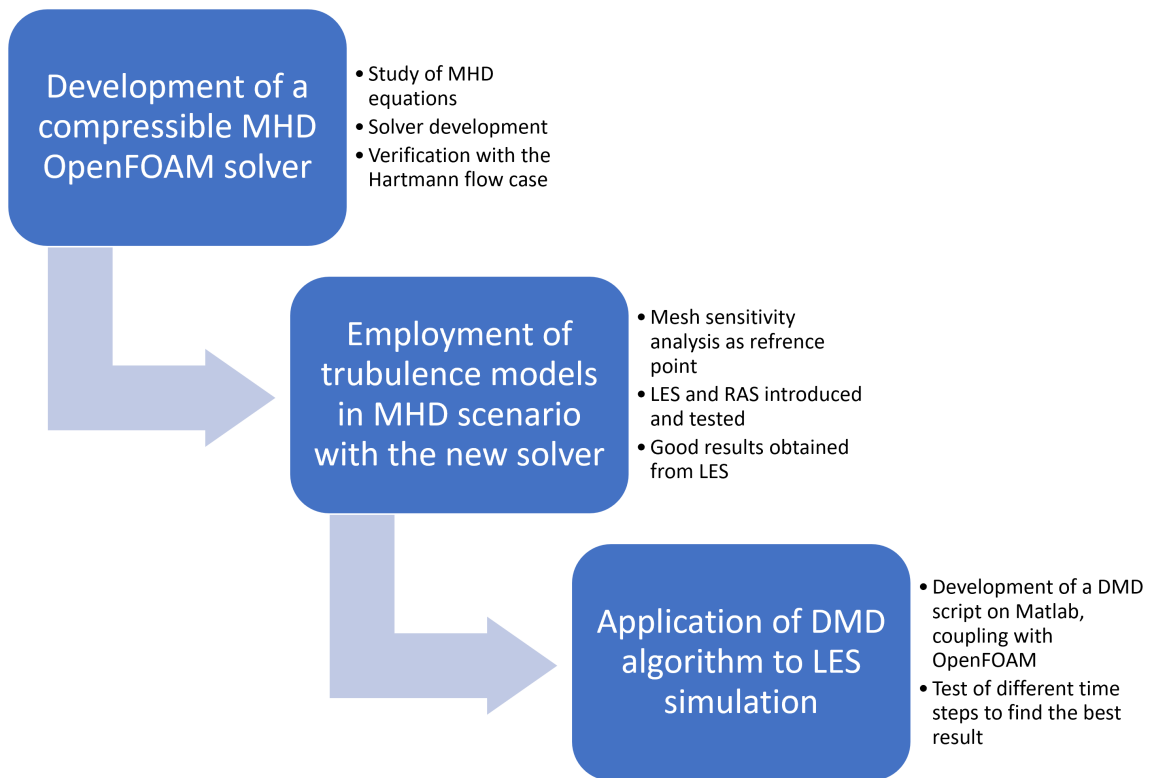 Development of a
compressible MHD
OpenFOAM solver
• Study of MHD
equations
• Solver development
• Verification with the
Hartmann flow case
Employment of
trubulence models
in MHD scenario
with the new solver
• Mesh sensitivity
analysis as refrence
point
• LES and RAS introduced
and tested
• Good results obtained
from LES
Application of DMD
algorithm to LES
simulation
• Development of a DMD
script on Matlab,
coupling with
OpenFOAM
• Test of different time
steps to find the best
result